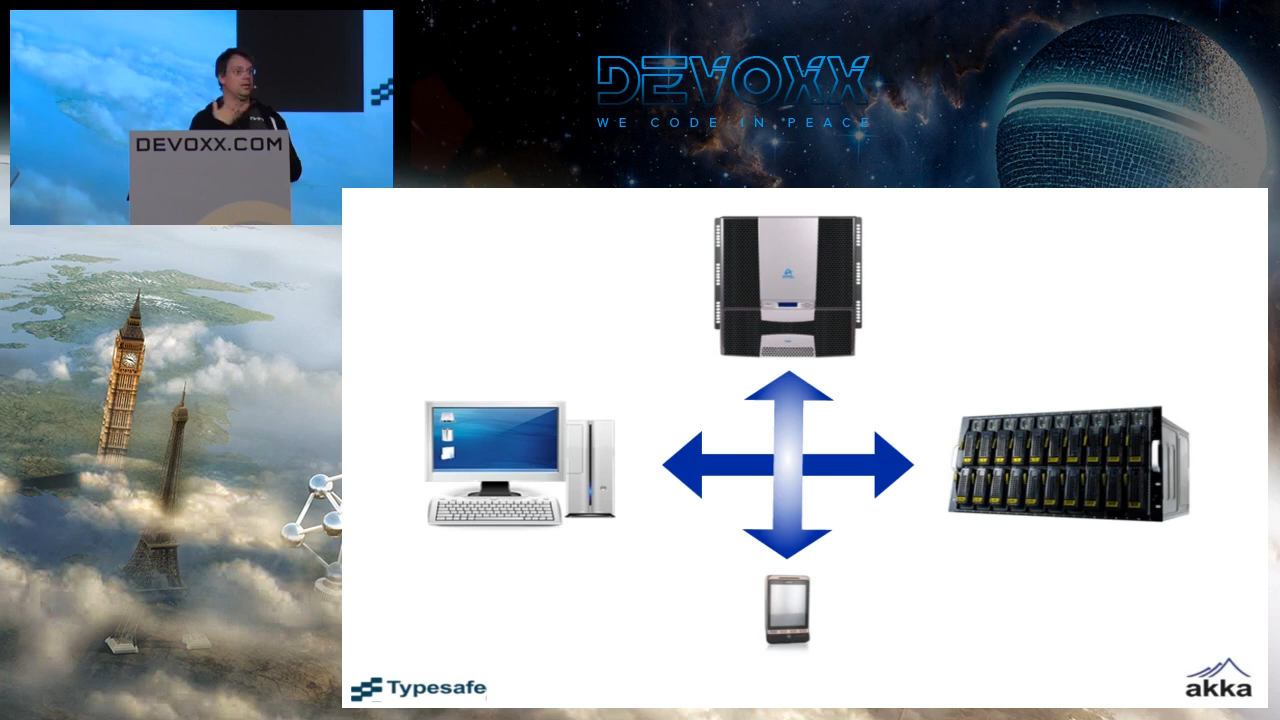 DEVOXX
WE CODE IN PEACE
DEVOXX.COM
Typesafe
akka